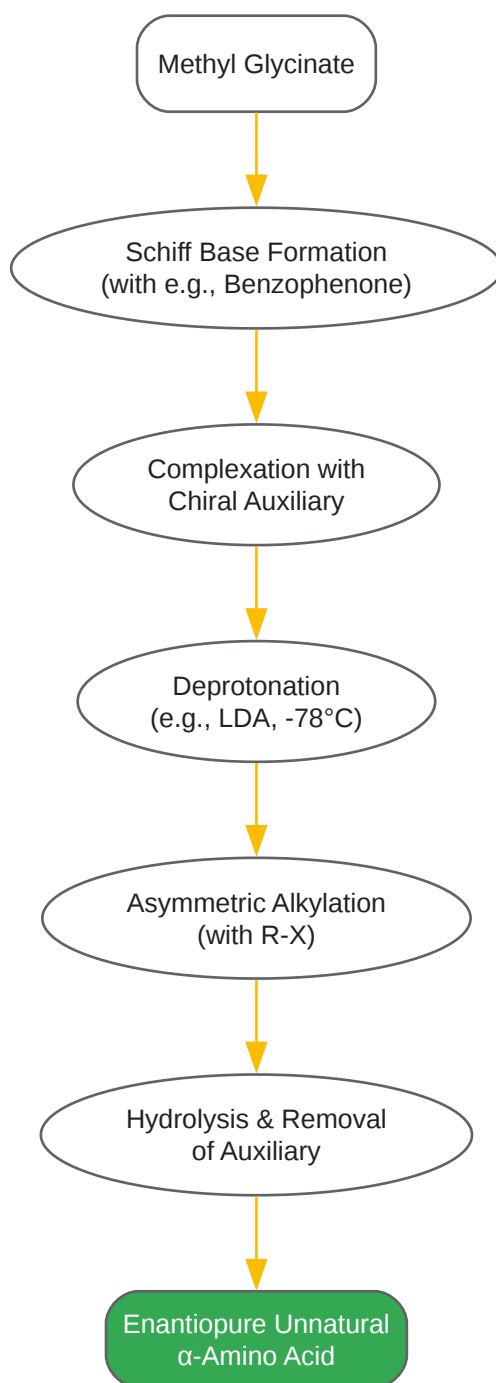 Methyl Glycinate
Schiff Base Formation
(with e.g., Benzophenone)
Complexation with
Chiral Auxiliary
Deprotonation
(e.g., LDA, -78°C)
Asymmetric Alkylation
(with R-X)
Hydrolysis & Removal
of Auxiliary
Enantiopure Unnatural
α-Amino Acid